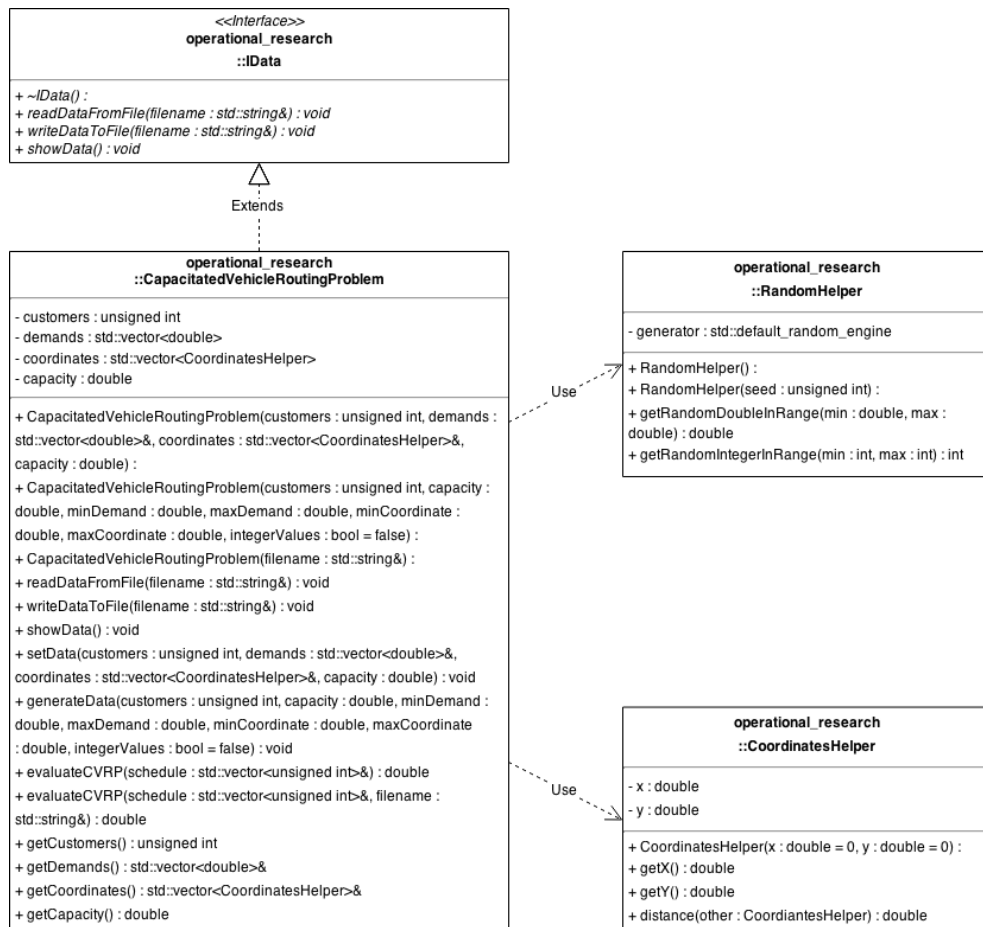 <<Interface>>
operational_research
::IData
+ ~IData() :
+ readDataFromFile(filename : std::string&) : void
+ writeDataToFile(filename : std::string&) : void
+ showData() : void
Extends
operational_research
::CapacitatedVehicleRoutingProblem
- customers : unsigned int
- demands : std::vector<double>
- coordinates : std::vector<CoordinatesHelper>
- capacity : double
+ CapacitatedVehicleRoutingProblem(customers : unsigned int, demands :
std::vector<double>&, coordinates : std::vector<CoordinatesHelper>&,
capacity : double) :
+ CapacitatedVehicleRoutingProblem(customers : unsigned int, capacity :
double, minDemand : double, maxDemand : double, minCoordinate :
double, maxCoordinate : double, integerValues : bool = false) :
+ CapacitatedVehicleRoutingProblem(filename : std::string&) :
+ readDataFromFile(filename : std::string&) : void
+ writeDataToFile(filename : std::string&) : void
+ showData() : void
+ setData(customers : unsigned int, demands : std::vector<double>&,
coordinates : std::vector<CoordinatesHelper>&, capacity : double) : void
+ generateData(customers : unsigned int, capacity : double, minDemand :
double, maxDemand : double, minCoordinate : double, maxCoordinate
: double, integerValues : bool = false) : void
+ evaluateCVRP(schedule : std::vector<unsigned int>&) : double
+ evaluateCVRP(schedule : std::vector<unsigned int>&, filename :
std::string&) : double
+ getCustomers() : unsigned int
+ getDemands() : std::vector<double>&
+ getCoordinates() : std::vector<CoordinatesHelper>&
+ getCapacity() : double
Use
operational_research
::RandomHelper
- generator : std::default_random_engine
+ RandomHelper() :
+ RandomHelper(seed : unsigned int) :
+ getRandomDoubleInRange(min : double, max :
double) : double
+ getRandomIntegerInRange(min : int, max : int) : int
Use
operational_research
::CoordinatesHelper
- x : double
- y : double
+ CoordinatesHelper(x : double = 0, y : double = 0) :
+ getX() : double
+ getY() : double
+ distance(other : CoordiantesHelper) : double